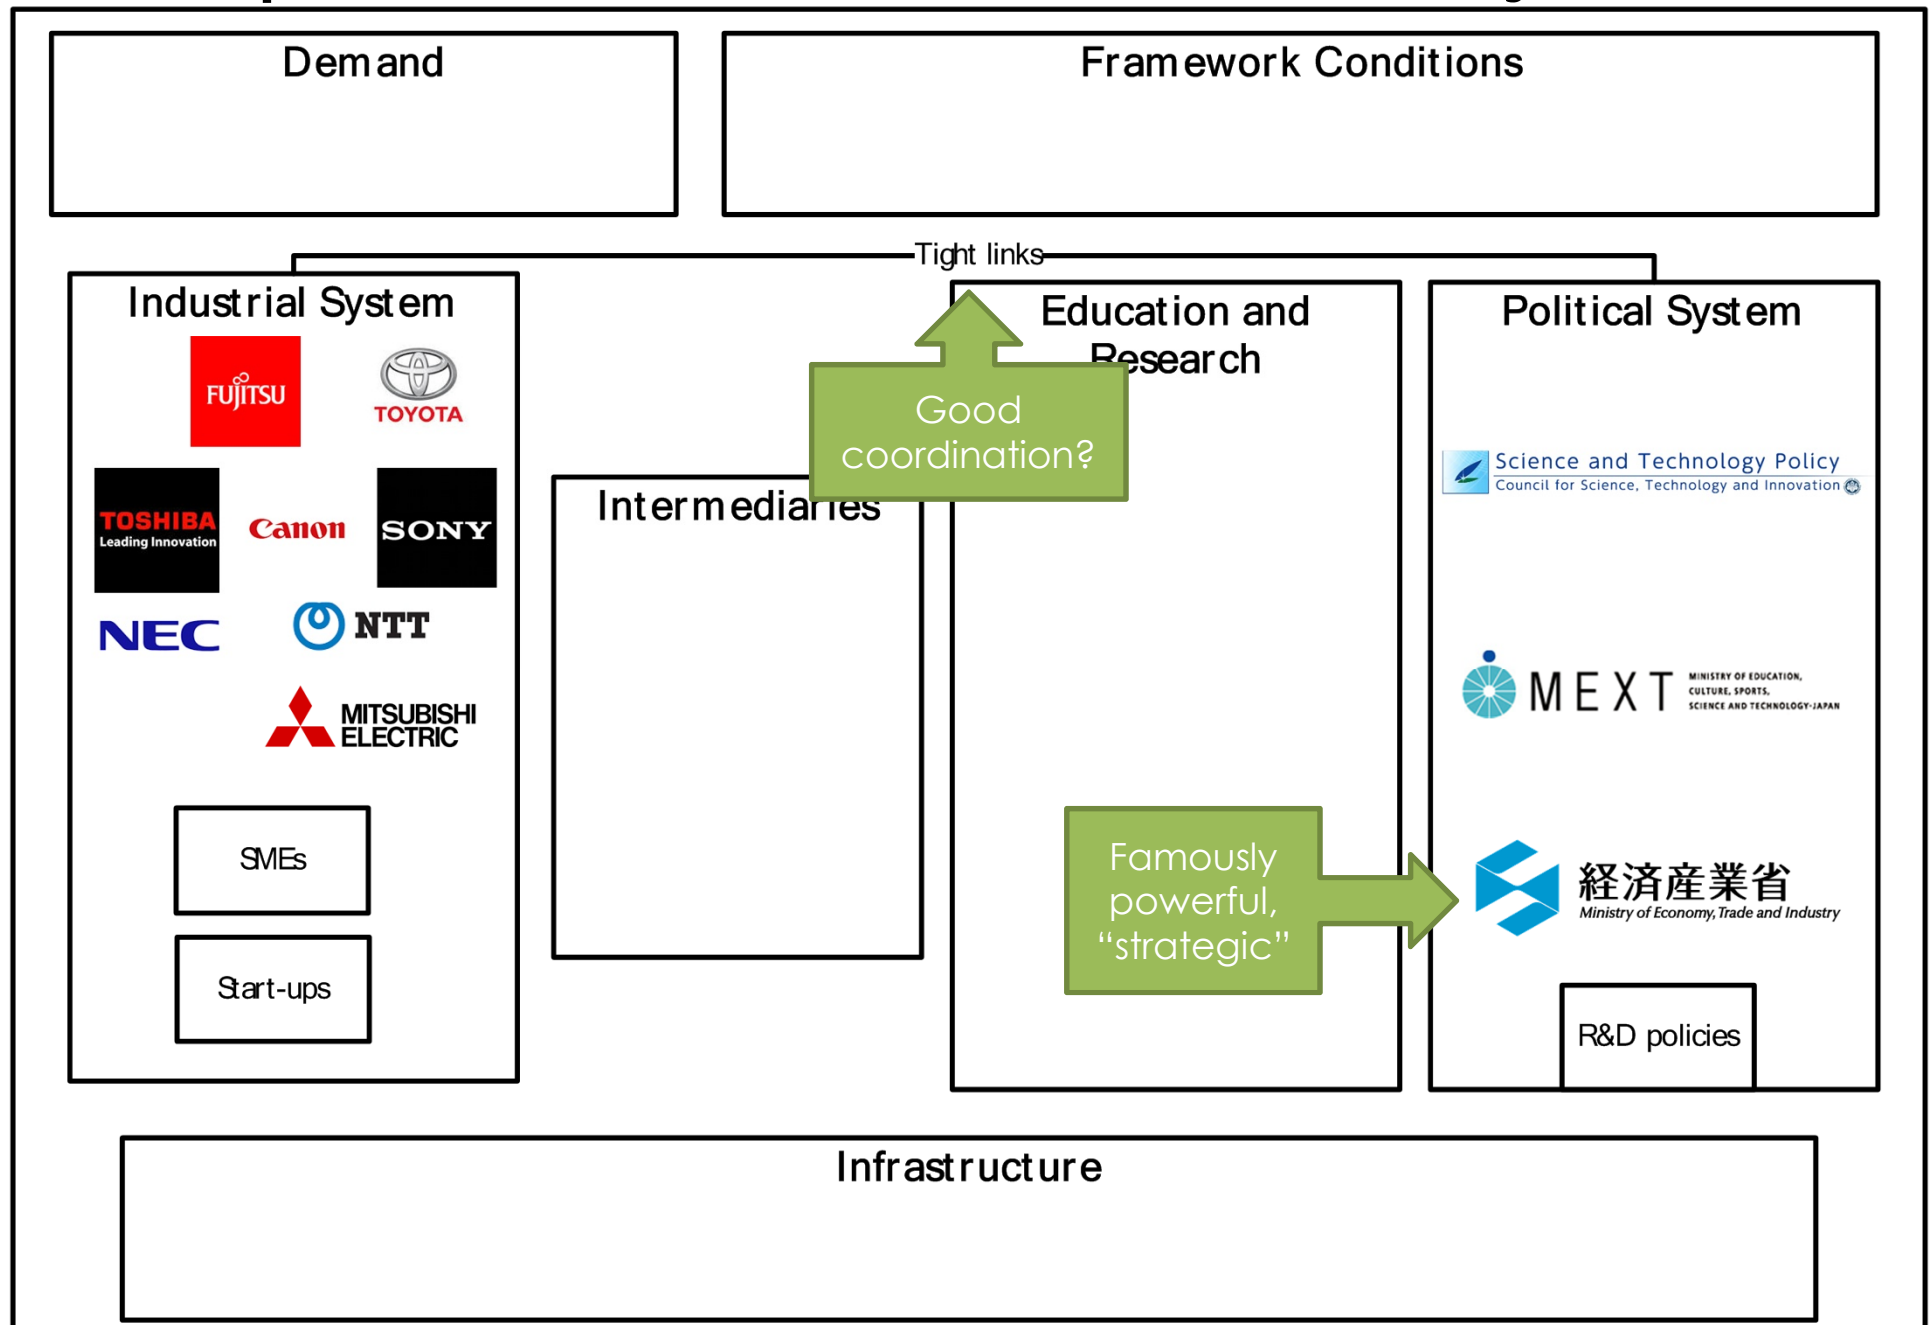 Demand
Framework Conditions
Tight links
Industrial System
FUJITSU
TOYOTA
TOSHIBA
Leading Innovation
Canon
SONY
NEC
NTT
MITSUBISHI
ELECTRIC
SMEs
Start-ups
Intermediaries
Education and
Research
Good
coordination?
Famously
powerful,
“strategic”
Political System
Science and Technology Policy
Council for Science, Technology and Innovation
MEXT
MINISTRY OF EDUCATION,
CULTURE, SPORTS,
SCIENCE AND TECHNOLOGY-JAPAN
経済産業省
Ministry of Economy, Trade and Industry
R&D policies
Infrastructure